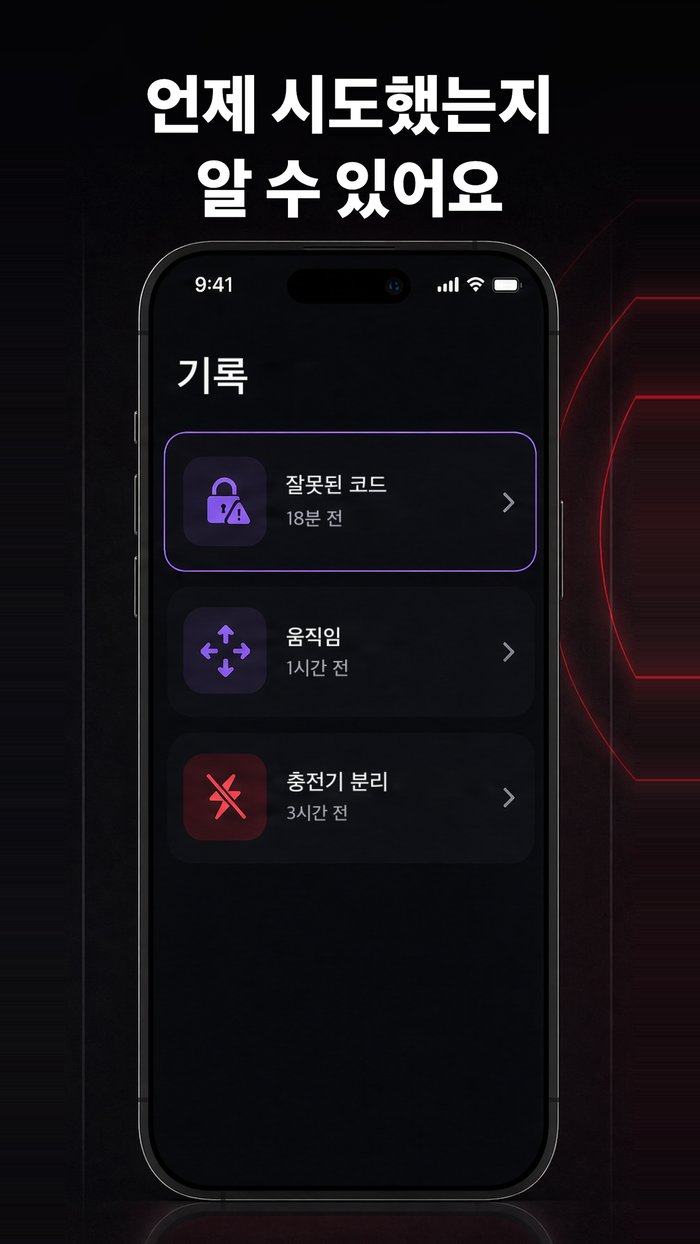 언제 시도했는지
알 수 있어요
9:41
기록
잘못된 코드
18분 전
움직임
1시간 전
충전기 분리
3시간 전